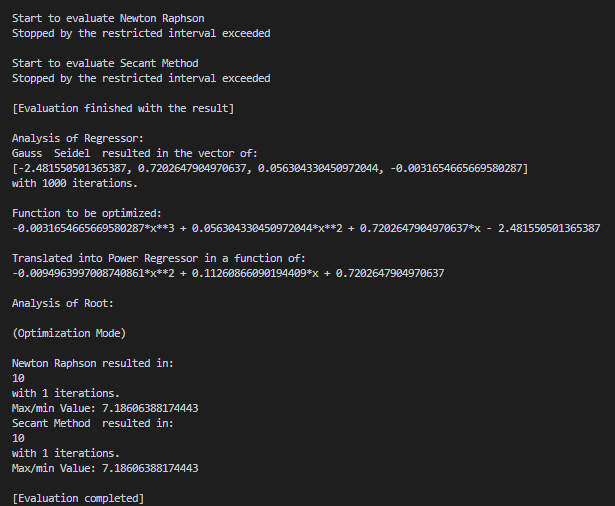 Start to evaluate Newton Raphson
Stopped by the restricted interval exceeded
Start to evaluate Secant Method
Stopped by the restricted interval exceeded
[Evaluation finished with the result]
Analysis of Regressor:
Gauss  Seidel  resulted in the vector of:
[-2.481550501365387, 0.7202647904970637, 0.056304330450972044, -0.0031654665669580287]
with 1000 iterations.
Function to be optimized:
-0.0031654665669580287*x**3 + 0.056304330450972044*x**2 + 0.7202647904970637*x - 2.481550501365387
Translated into Power Regressor in a function of:
-0.0094963997008740861*x**2 + 0.11260866090194409*x + 0.7202647904970637
Analysis of Root:
(Optimization Mode)
Newton Raphson resulted in:
10
with 1 iterations.
Max/min Value: 7.18606388174443
Secant Method  resulted in:
10
with 1 iterations.
Max/min Value: 7.18606388174443
[Evaluation completed]